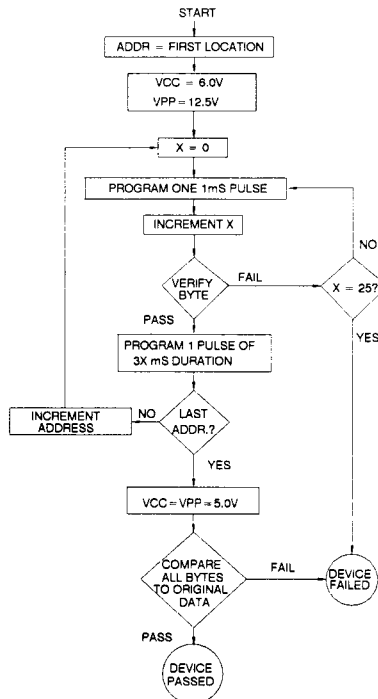 START
ADDR = FIRST LOCATION
VCC = 6.0V
VPP = 12.5V
X = 0
PROGRAM ONE 1mS PULSE
INCREMENT X
NO
VERIFY
BYTE
FAIL
X = 25?
PASS
YES
PROGRAM 1 PULSE OF
3X mS DURATION
INCREMENT
ADDRESS
NO
LAST
ADDR.?
YES
VCC = VPP = 5.0V
COMPARE
ALL BYTES
TO ORIGINAL
DATA
FAIL
DEVICE
FAILED
PASS
DEVICE
PASSED